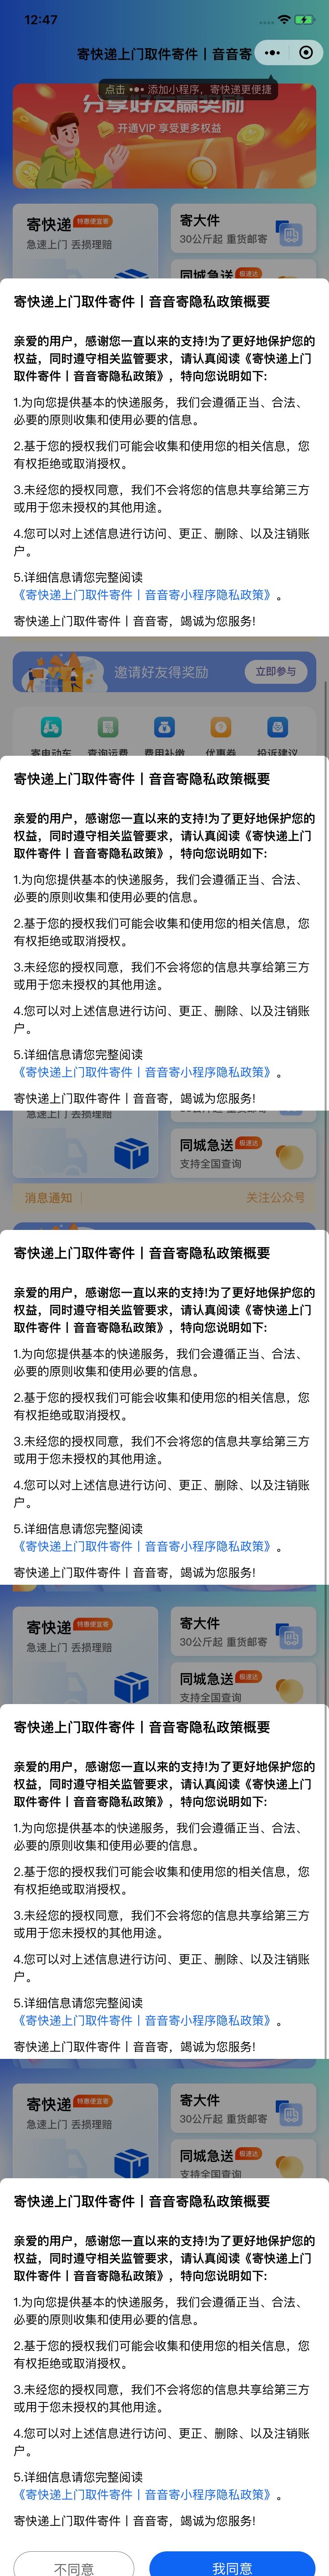 12:47
寄快递上门取件寄件丨音音寄
点击 ••• 添加小程序，寄快递更便捷
分享好友赢奖励
开通VIP 享受更多权益
寄快递 特惠便宜寄
急速上门 丢损理赔
寄大件
30公斤起 重货邮寄
同城急送 极速达
寄快递上门取件寄件丨音音寄隐私政策概要
亲爱的用户，感谢您一直以来的支持!为了更好地保护您的
权益，同时遵守相关监管要求，请认真阅读《寄快递上门
取件寄件丨音音寄隐私政策》，特向您说明如下:
1.为向您提供基本的快递服务，我们会遵循正当、合法、
必要的原则收集和使用必要的信息。
2.基于您的授权我们可能会收集和使用您的相关信息，您
有权拒绝或取消授权。
3.未经您的授权同意，我们不会将您的信息共享给第三方
或用于您未授权的其他用途。
4.您可以对上述信息进行访问、更正、删除、以及注销账
户。
5.详细信息请您完整阅读
《寄快递上门取件寄件丨音音寄小程序隐私政策》。
寄快递上门取件寄件丨音音寄，竭诚为您服务!
邀请好友得奖励 立即参与
寄电动车 查询运费 费用补缴 优惠券 投诉建议
寄快递上门取件寄件丨音音寄隐私政策概要
亲爱的用户，感谢您一直以来的支持!为了更好地保护您的
权益，同时遵守相关监管要求，请认真阅读《寄快递上门
取件寄件丨音音寄隐私政策》，特向您说明如下:
1.为向您提供基本的快递服务，我们会遵循正当、合法、
必要的原则收集和使用必要的信息。
2.基于您的授权我们可能会收集和使用您的相关信息，您
有权拒绝或取消授权。
3.未经您的授权同意，我们不会将您的信息共享给第三方
或用于您未授权的其他用途。
4.您可以对上述信息进行访问、更正、删除、以及注销账
户。
5.详细信息请您完整阅读
《寄快递上门取件寄件丨音音寄小程序隐私政策》。
寄快递上门取件寄件丨音音寄，竭诚为您服务!
急速上门 丢损理赔
30公斤起 重货邮寄
同城急送 极速达
支持全国查询
消息通知 关注公众号
寄快递上门取件寄件丨音音寄隐私政策概要
亲爱的用户，感谢您一直以来的支持!为了更好地保护您的
权益，同时遵守相关监管要求，请认真阅读《寄快递上门
取件寄件丨音音寄隐私政策》，特向您说明如下:
1.为向您提供基本的快递服务，我们会遵循正当、合法、
必要的原则收集和使用必要的信息。
2.基于您的授权我们可能会收集和使用您的相关信息，您
有权拒绝或取消授权。
3.未经您的授权同意，我们不会将您的信息共享给第三方
或用于您未授权的其他用途。
4.您可以对上述信息进行访问、更正、删除、以及注销账
户。
5.详细信息请您完整阅读
《寄快递上门取件寄件丨音音寄小程序隐私政策》。
寄快递上门取件寄件丨音音寄，竭诚为您服务!
寄快递 特惠便宜寄
急速上门 丢损理赔
寄大件
30公斤起 重货邮寄
同城急送 极速达
支持全国查询
寄快递上门取件寄件丨音音寄隐私政策概要
亲爱的用户，感谢您一直以来的支持!为了更好地保护您的
权益，同时遵守相关监管要求，请认真阅读《寄快递上门
取件寄件丨音音寄隐私政策》，特向您说明如下:
1.为向您提供基本的快递服务，我们会遵循正当、合法、
必要的原则收集和使用必要的信息。
2.基于您的授权我们可能会收集和使用您的相关信息，您
有权拒绝或取消授权。
3.未经您的授权同意，我们不会将您的信息共享给第三方
或用于您未授权的其他用途。
4.您可以对上述信息进行访问、更正、删除、以及注销账
户。
5.详细信息请您完整阅读
《寄快递上门取件寄件丨音音寄小程序隐私政策》。
寄快递上门取件寄件丨音音寄，竭诚为您服务!
寄快递 特惠便宜寄
急速上门 丢损理赔
寄大件
30公斤起 重货邮寄
同城急送 极速达
支持全国查询
寄快递上门取件寄件丨音音寄隐私政策概要
亲爱的用户，感谢您一直以来的支持!为了更好地保护您的
权益，同时遵守相关监管要求，请认真阅读《寄快递上门
取件寄件丨音音寄隐私政策》，特向您说明如下:
1.为向您提供基本的快递服务，我们会遵循正当、合法、
必要的原则收集和使用必要的信息。
2.基于您的授权我们可能会收集和使用您的相关信息，您
有权拒绝或取消授权。
3.未经您的授权同意，我们不会将您的信息共享给第三方
或用于您未授权的其他用途。
4.您可以对上述信息进行访问、更正、删除、以及注销账
户。
5.详细信息请您完整阅读
《寄快递上门取件寄件丨音音寄小程序隐私政策》。
寄快递上门取件寄件丨音音寄，竭诚为您服务!
不同意 我同意